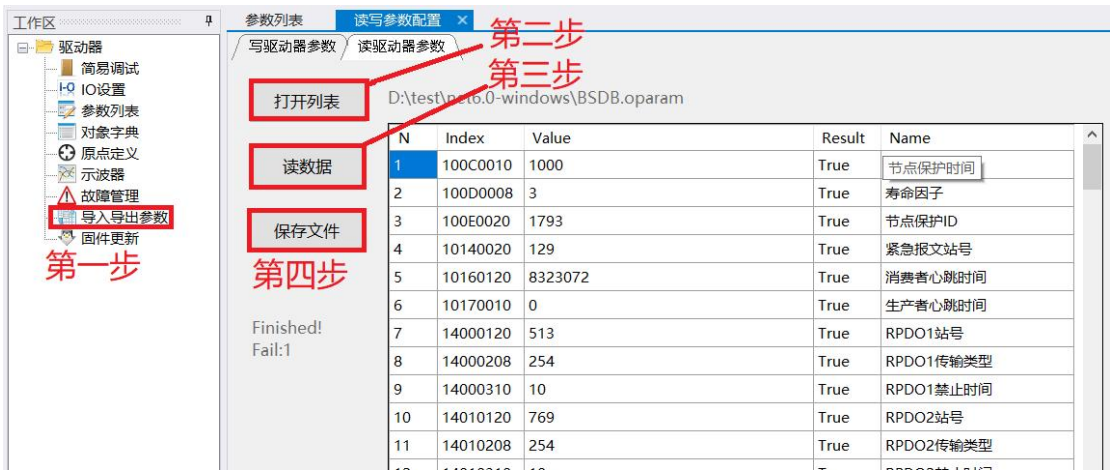 工作区
驱动器
简易调试
I-O IO设置
参数列表
对象字典
原点定义
示波器
故障管理
导入导出参数
固件更新
第一步
参数列表 读写参数配置 ×
写驱动器参数 读驱动器参数
第二步
第三步
打开列表
D:\test\net6.0-windows\BSDB.oparam
读数据
保存文件
第四步
Finished!
Fail:1
N Index Value Result Name
1 100C0010 1000 True 节点保护时间
2 100D0008 3 True 寿命因子
3 100E0020 1793 True 节点保护ID
4 10140020 129 True 紧急报文站号
5 10160120 8323072 True 消费者心跳时间
6 10170010 0 True 生产者心跳时间
7 14000120 513 True RPDO1站号
8 14000208 254 True RPDO1传输类型
9 14000310 10 True RPDO1禁止时间
10 14010120 769 True RPDO2站号
11 14010208 254 True RPDO2传输类型